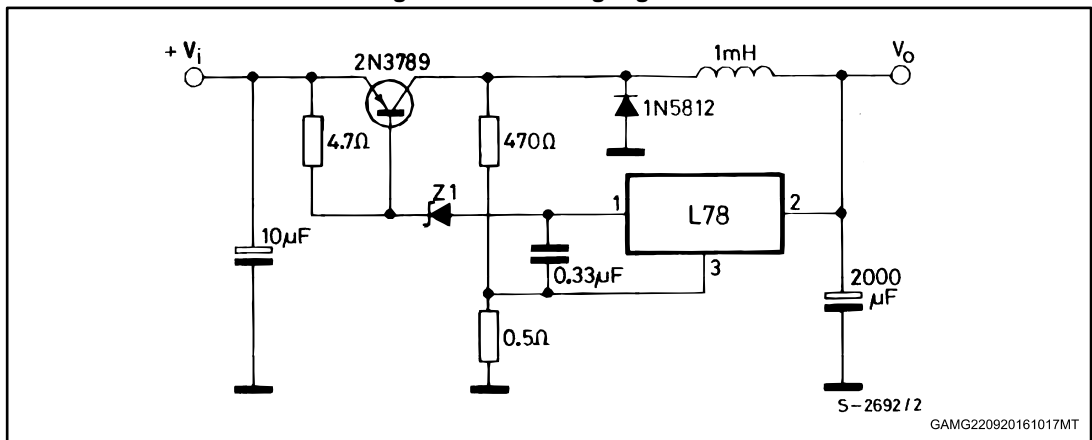 + Vi
2N3789
1mH
Vo
4.7Ω
470Ω
1N5812
Z1
1
L78
2
10µF
0.33µF
3
2000
µF
0.5Ω
S-2692/2
GAMG220920161017MT